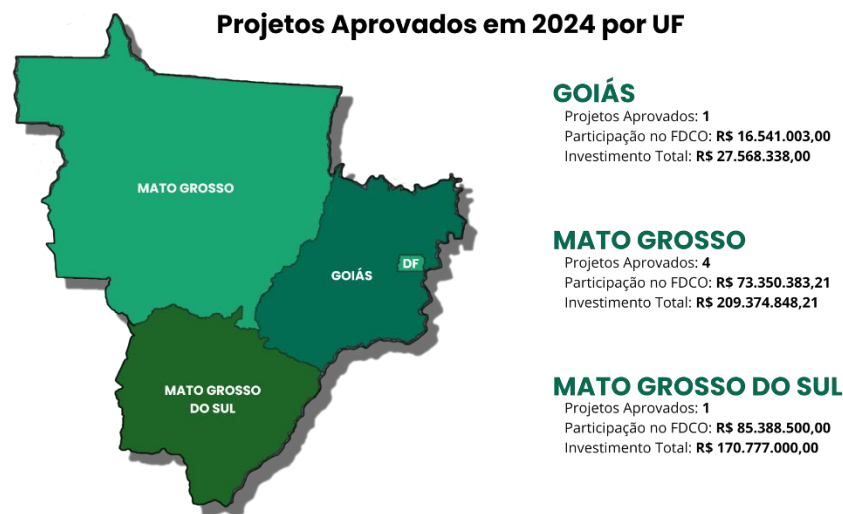 Projetos Aprovados em 2024 por UF
MATO GROSSO
GOIÁS
DF
MATO GROSSO
DO SUL
GOIÁS
Projetos Aprovados: 1
Participação no FDCO: R$ 16.541.003,00
Investimento Total: R$ 27.568.338,00
MATO GROSSO
Projetos Aprovados: 4
Participação no FDCO: R$ 73.350.383,21
Investimento Total: R$ 209.374.848,21
MATO GROSSO DO SUL
Projetos Aprovados: 1
Participação no FDCO: R$ 85.388.500,00
Investimento Total: R$ 170.777.000,00